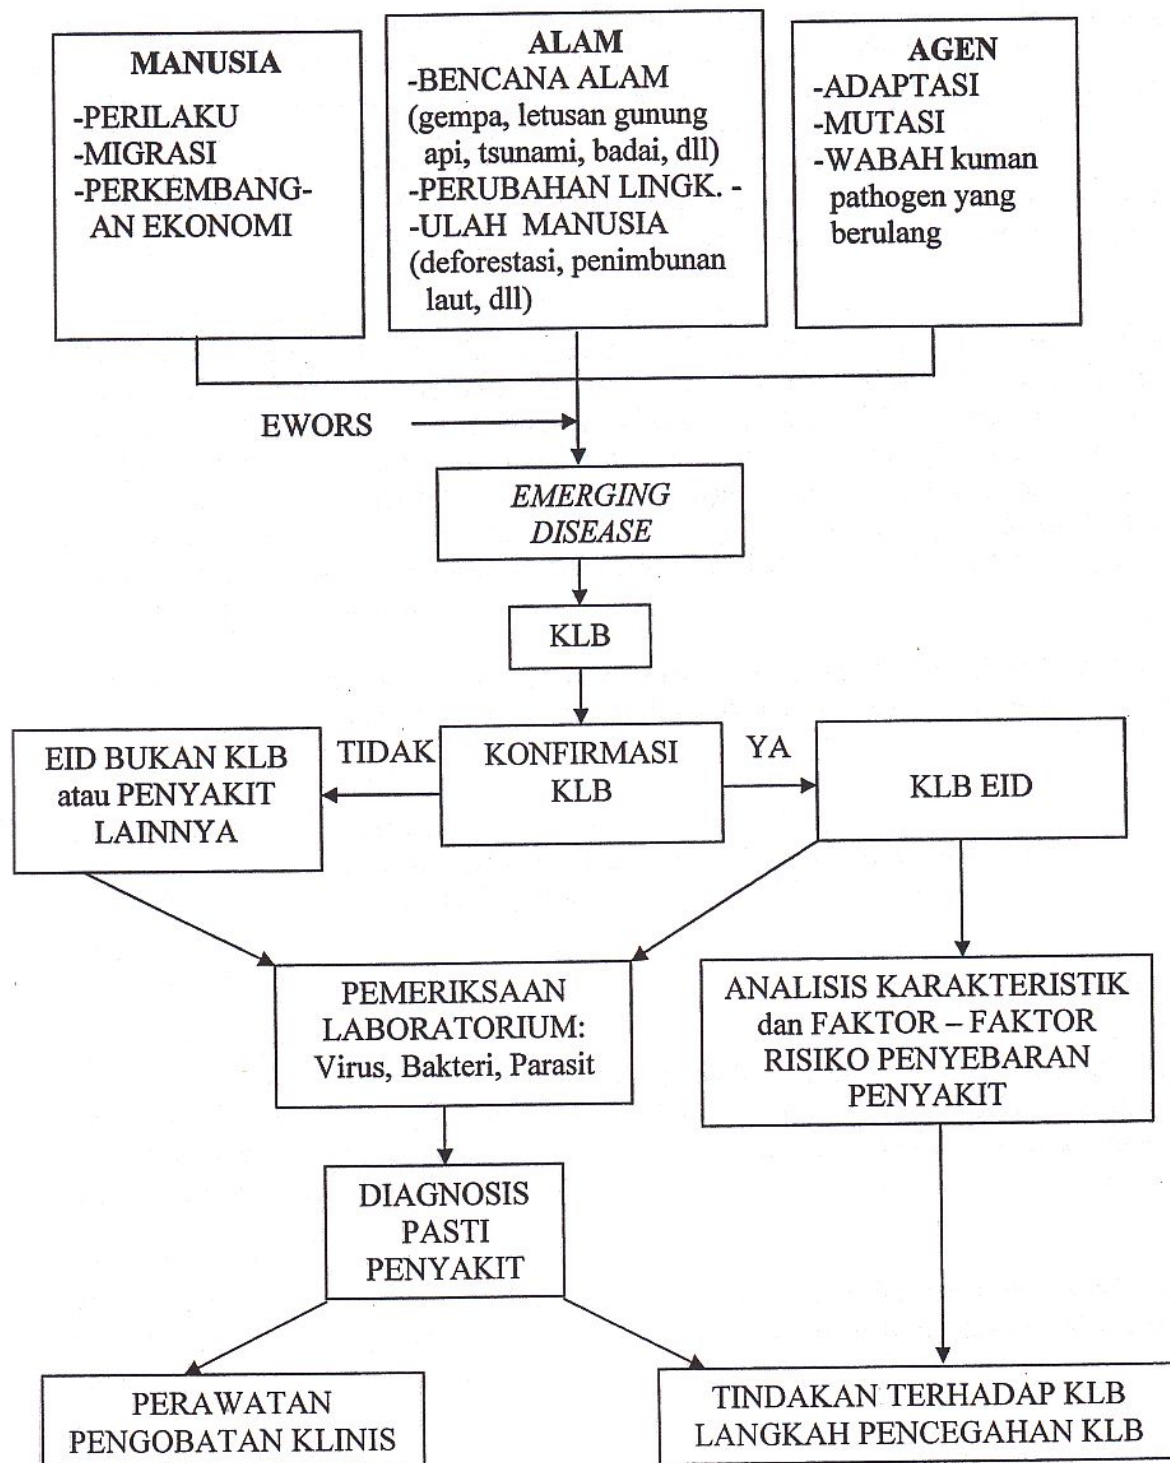 MANUSIA
-PERILAKU
-MIGRASI
-PERKEMBANG-
AN EKONOMI
ALAM
-BENCANA ALAM
(gempa, letusan gunung
api, tsunami, badai, dll)
-PERUBAHAN LINGK. -
-ULAH MANUSIA
(deforestasi, penimbunan
laut, dll)
AGEN
-ADAPTASI
-MUTASI
-WABAH kuman
pathogen yang
berulang
EWORS
EMERGING
DISEASE
KLB
EID BUKAN KLB
atau PENYAKIT
LAINNYA
TIDAK
KONFIRMASI
KLB
YA
KLB EID
PEMERIKSAAN
LABORATORIUM:
Virus, Bakteri, Parasit
ANALISIS KARAKTERISTIK
dan FAKTOR – FAKTOR
RISIKO PENYEBARAN
PENYAKIT
DIAGNOSIS
PASTI
PENYAKIT
PERAWATAN
PENGOBATAN KLINIS
TINDAKAN TERHADAP KLB
LANGKAH PENCEGAHAN KLB